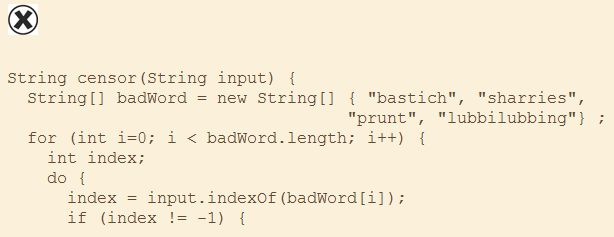 String censor(String input) {
  String[] badWord = new String[] { "bastich", "sharries",
                                  "prunt", "lubbilubbing"} ;
  for (int i=0; i < badWord.length; i++) {
    int index;
    do {
      index = input.indexOf(badWord[i]);
      if (index != -1) {